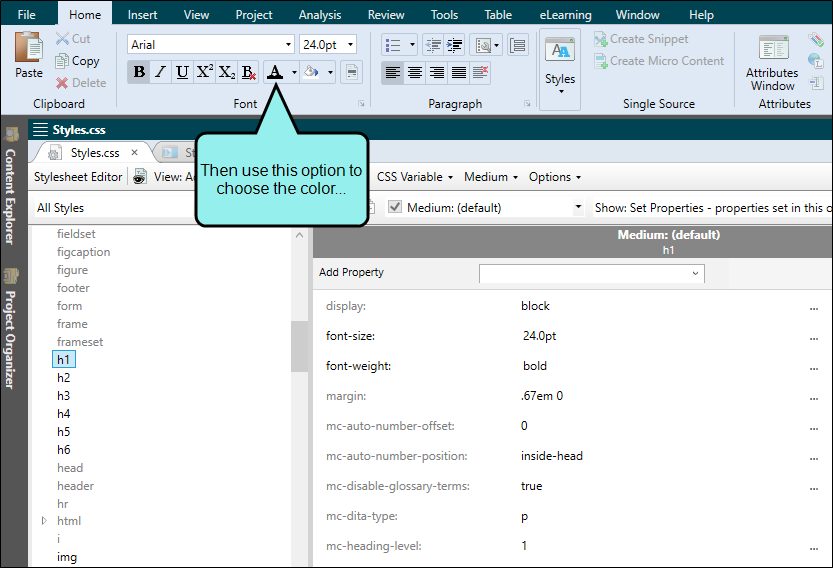 File Home Insert View Project Analysis Review Tools Table eLearning Window Help
Paste
Cut
Copy
Delete
Clipboard
Arial 24.0pt
B I U X² X₂ B A
Font
Paragraph
Styles
Create Snippet
Create Micro Content
Single Source
Attributes
Window
Attributes
Content Explorer
Project Organizer
Styles.css
Styles.css × St
Then use this option to
choose the color...
Stylesheet Editor View: CSS Variable Medium Options
All Styles Medium: (default) Show: Set Properties - properties set in this
fieldset
figcaption
figure
footer
form
frame
frameset
h1
h2
h3
h4
h5
h6
head
header
hr
html
i
img
Medium: (default)
h1
Add Property
display: block ...
font-size: 24.0pt ...
font-weight: bold ...
margin: .67em 0 ...
mc-auto-number-offset: 0 ...
mc-auto-number-position: inside-head ...
mc-disable-glossary-terms: true ...
mc-dita-type: p ...
mc-heading-level: 1 ...